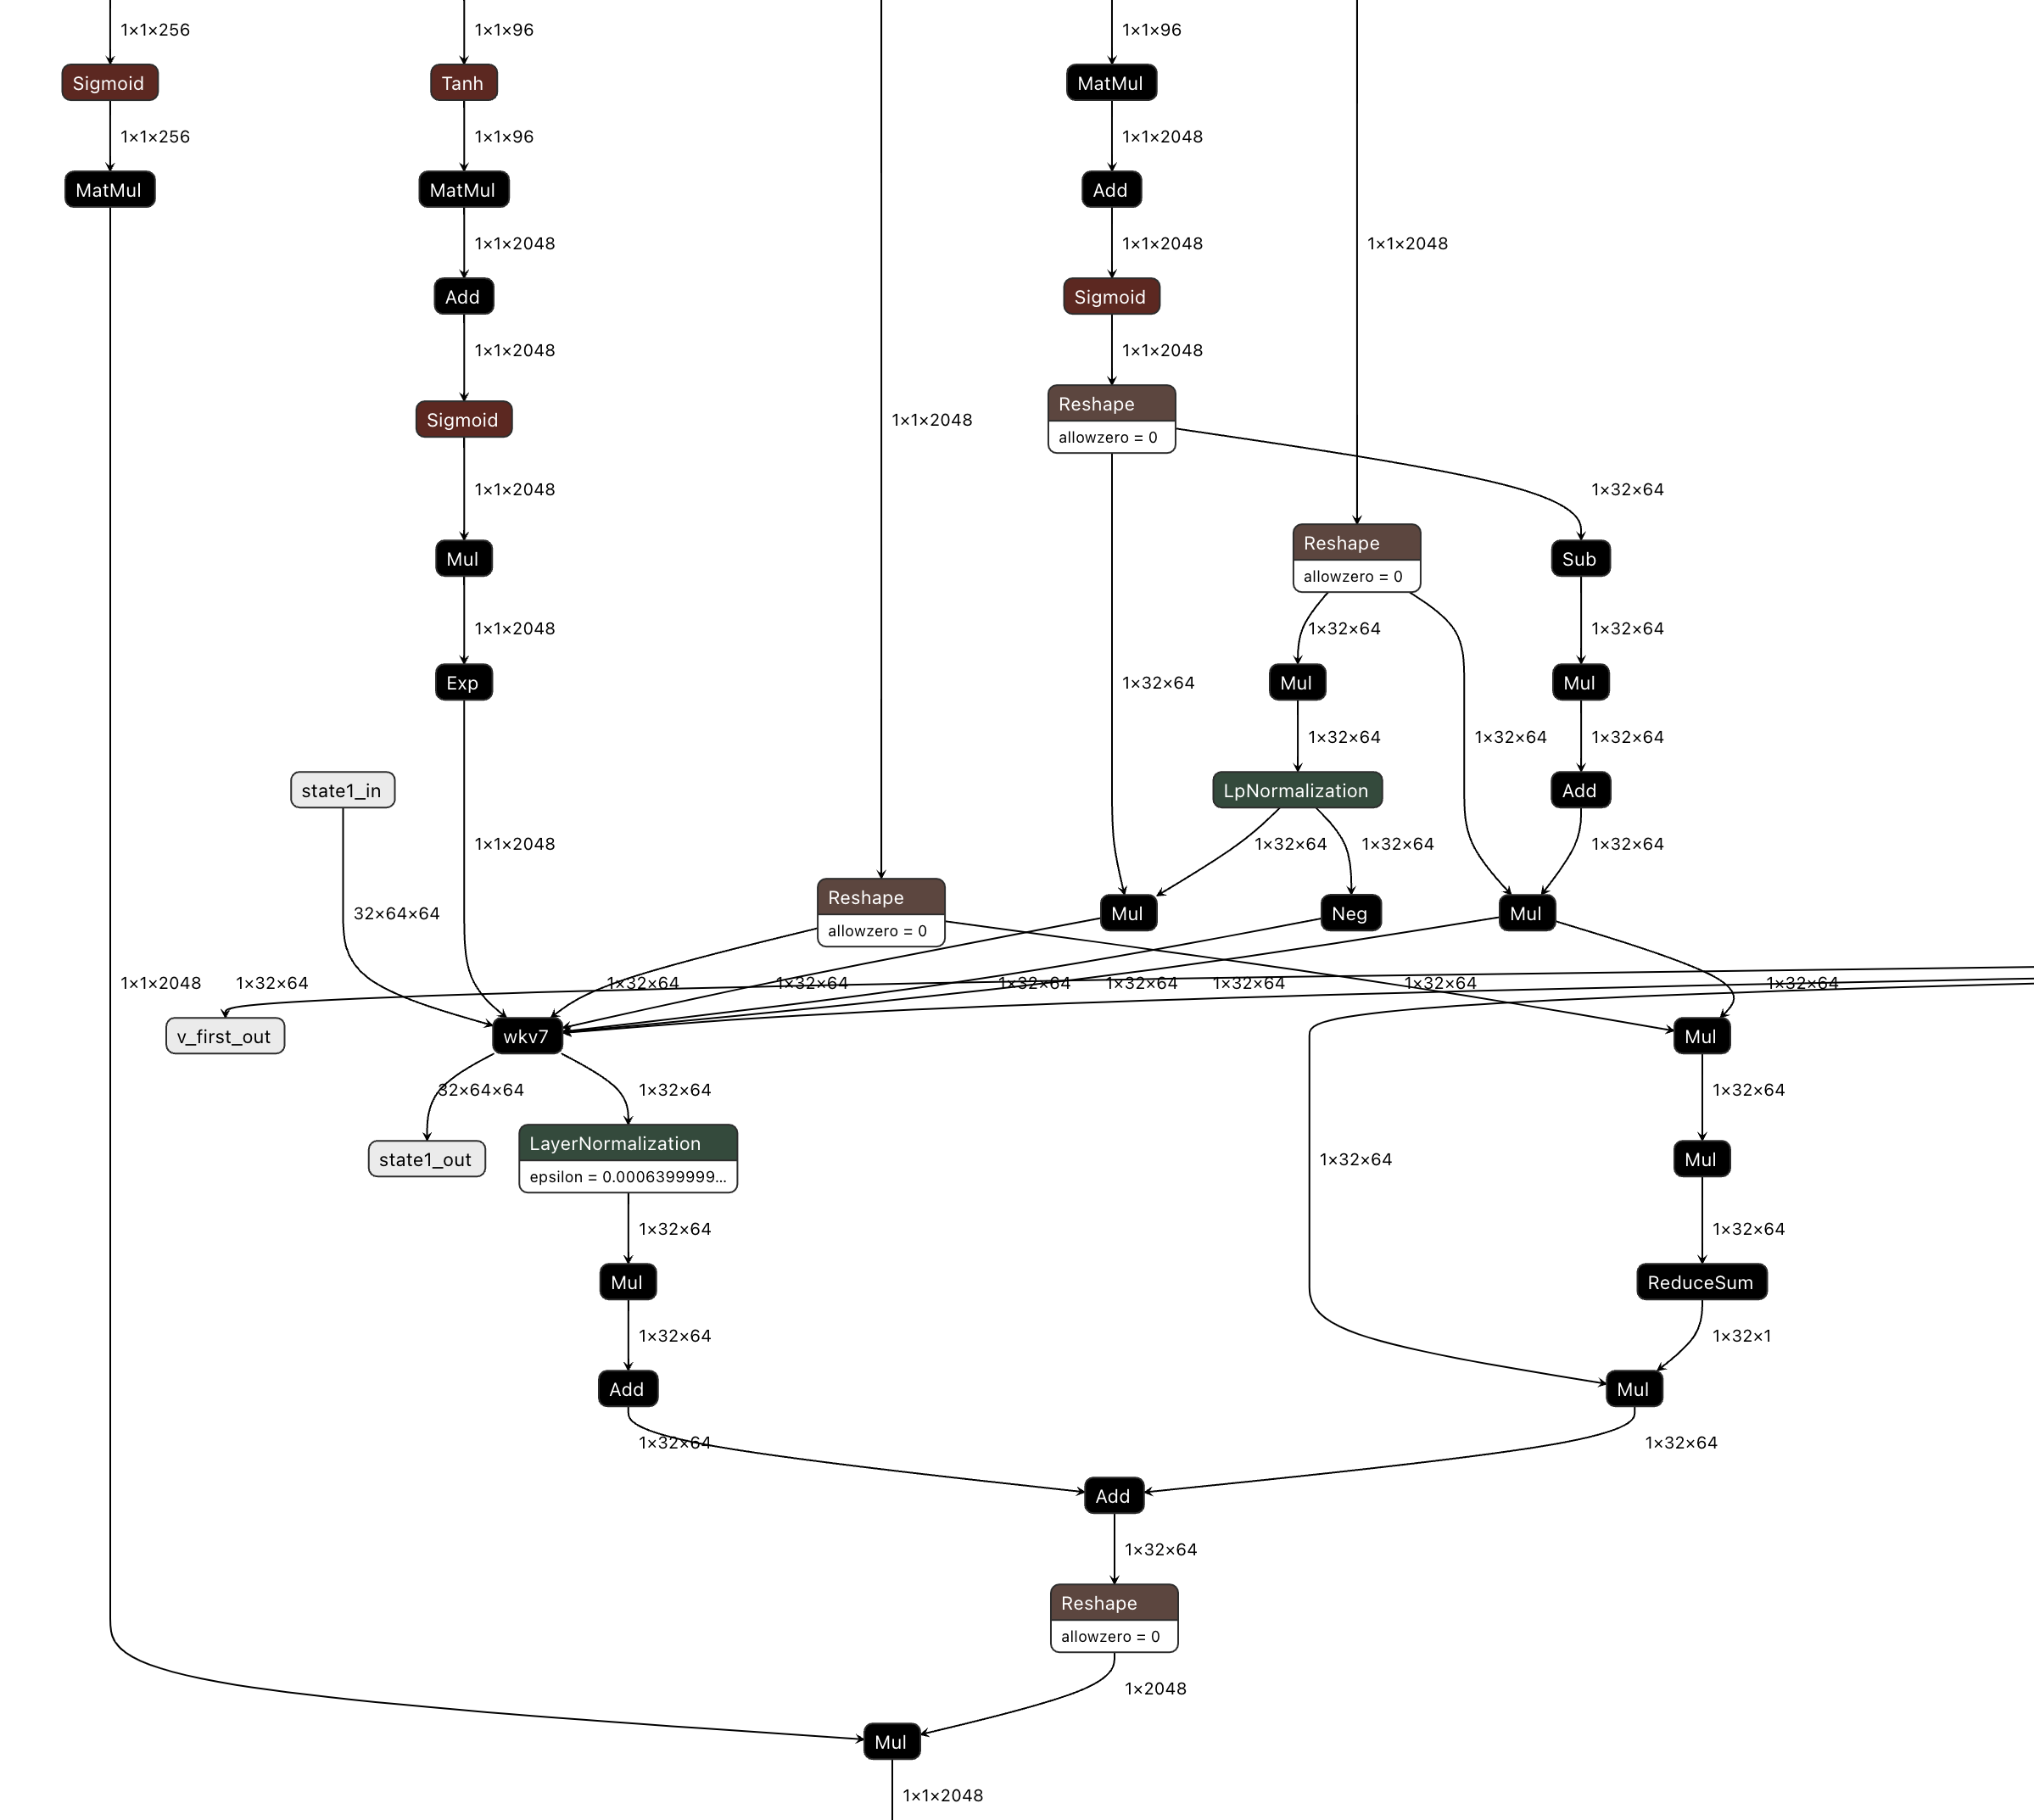 1×1×256
1×1×96
1×1×96
Sigmoid
Tanh
MatMul
1×1×256
1×1×96
1×1×2048
MatMul
MatMul
Add
1×1×2048
1×1×2048
1×1×2048
Add
Sigmoid
1×1×2048
1×1×2048
Reshape
allowzero = 0
Sigmoid
1×1×2048
1×1×2048
1×32×64
Reshape
allowzero = 0
Mul
Sub
1×1×2048
1×32×64
1×32×64
Exp
1×32×64
Mul
Mul
1×32×64
1×32×64
1×32×64
state1_in
LpNormalization
Add
1×1×2048
1×32×64
1×32×64
1×32×64
Reshape
allowzero = 0
32×64×64
Mul
Neg
Mul
1×1×2048
1×32×64
1×32×64
1×32×64
1×32×64
1×32×64
1×32×64
1×32×64
1×32×64
v_first_out
wkv7
Mul
32×64×64
1×32×64
1×32×64
state1_out
LayerNormalization
epsilon = 0.0006399999…
1×32×64
Mul
1×32×64
1×32×64
Mul
ReduceSum
1×32×64
1×32×1
Add
Mul
1×32×64
1×32×64
Add
1×32×64
Reshape
allowzero = 0
1×2048
Mul
1×1×2048